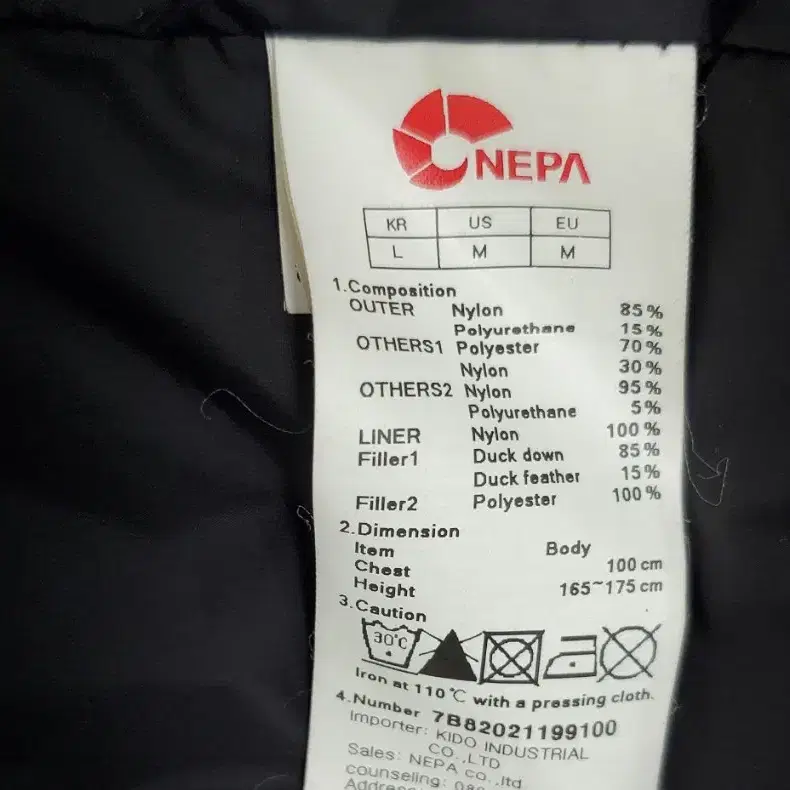 NEPA
KR US EU
L M M
1.Composition
OUTER Nylon 85%
Polyurethane 15%
OTHERS1 Polyester 70%
Nylon 30%
OTHERS2 Nylon 95%
Polyurethane 5%
LINER Nylon 100%
Filler1 Duck down 85%
Duck feather 15%
Filler2 Polyester 100%
2.Dimension
Item Body
Chest 100 cm
Height 165~175 cm
3.Caution
30℃
Iron at 110℃ with a pressing cloth.
4.Number 7B82021199100
Importer: KIDO INDUSTRIAL
CO.,LTD
Sales: NEPA co.,ltd
counseling: